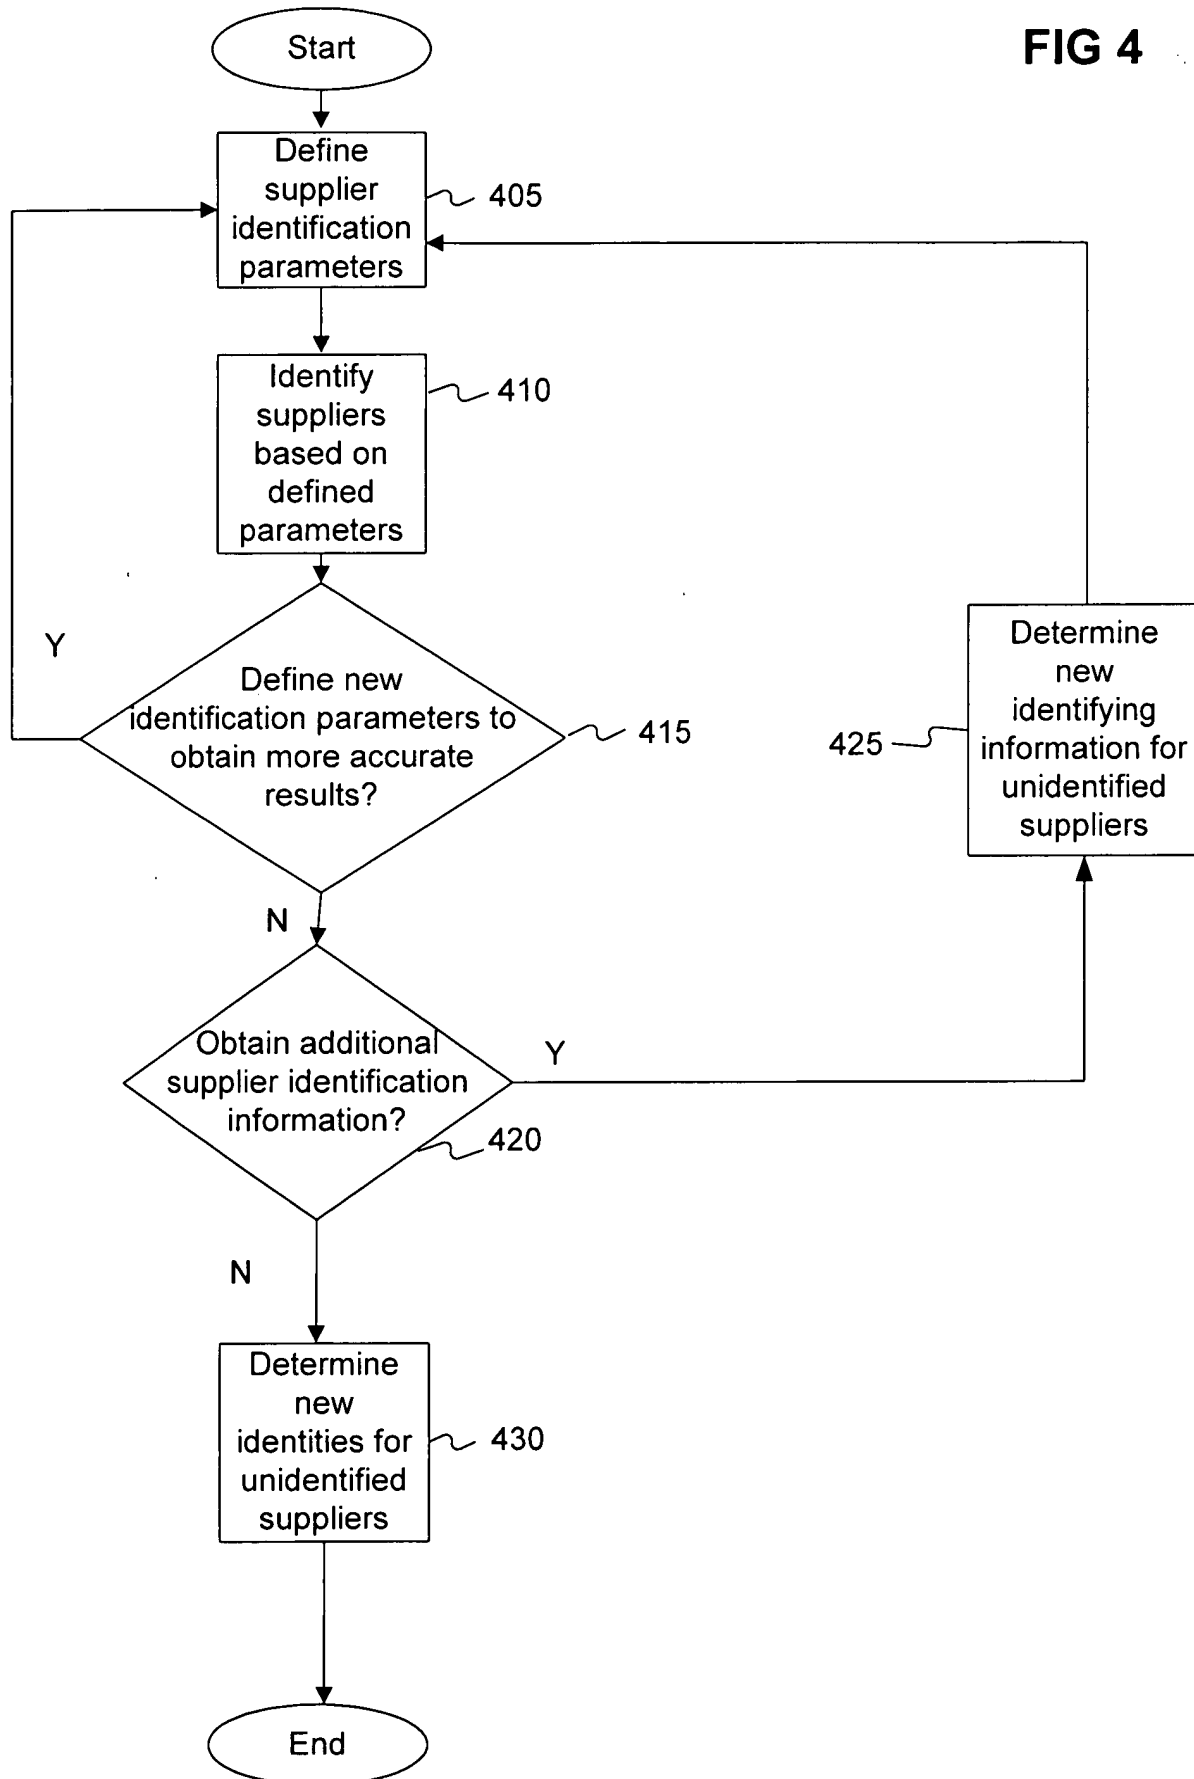 Start
FIG 4
Define
supplier
identification
parameters
405
Identify
suppliers
based on
defined
parameters
410
Y
Define new
identification parameters to
obtain more accurate
results?
415
Determine
new
identifying
information for
unidentified
suppliers
425
N
Obtain additional
supplier identification
information?
Y
420
N
Determine
new
identities for
unidentified
suppliers
430
End